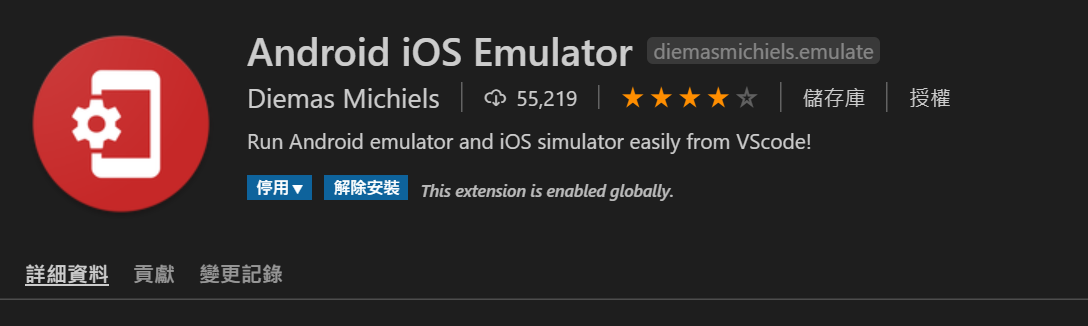 Android iOS Emulator diemasmichiels.emulate
Diemas Michiels 55,219 儲存庫 授權
Run Android emulator and iOS simulator easily from VScode!
停用 解除安裝 This extension is enabled globally.
詳細資料 貢獻 變更記錄